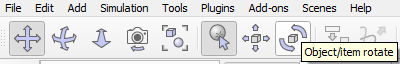 File Edit Add Simulation Tools Plugins Add-ons Scenes Help
Object/item rotate